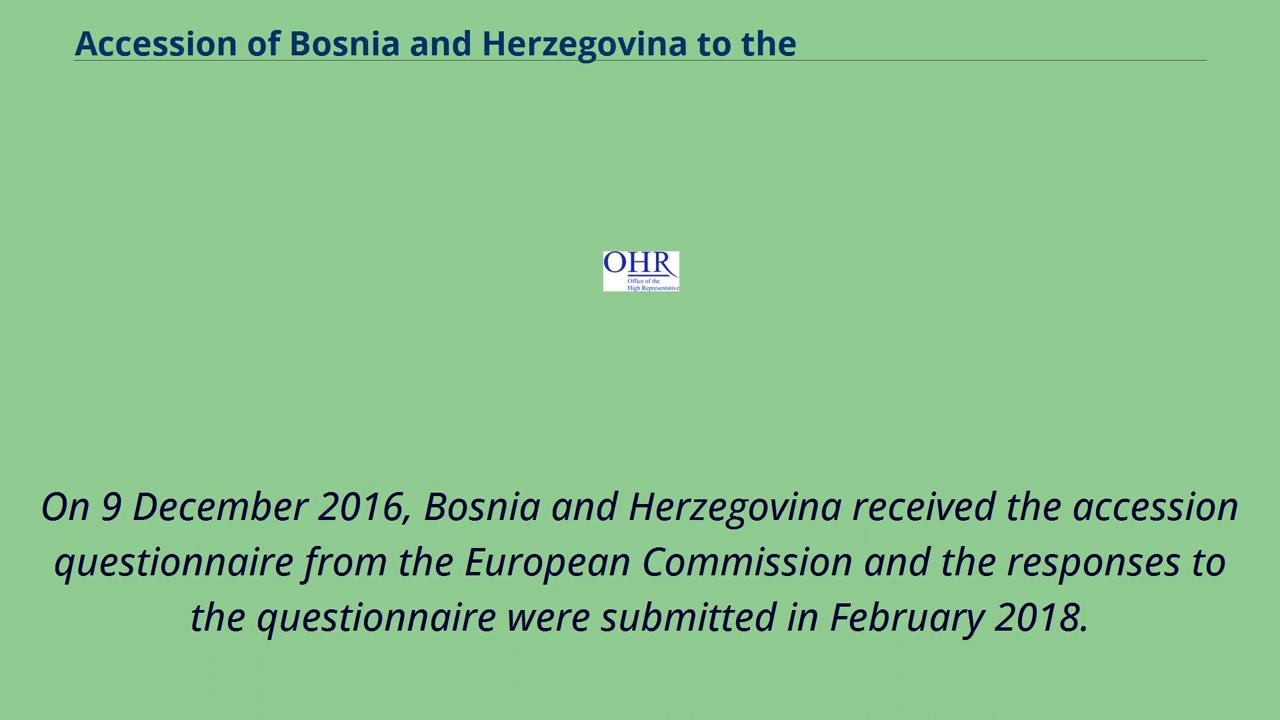 Accession of Bosnia and Herzegovina to the
OHR
Office of the
High Representative
On 9 December 2016, Bosnia and Herzegovina received the accession
questionnaire from the European Commission and the responses to
the questionnaire were submitted in February 2018.